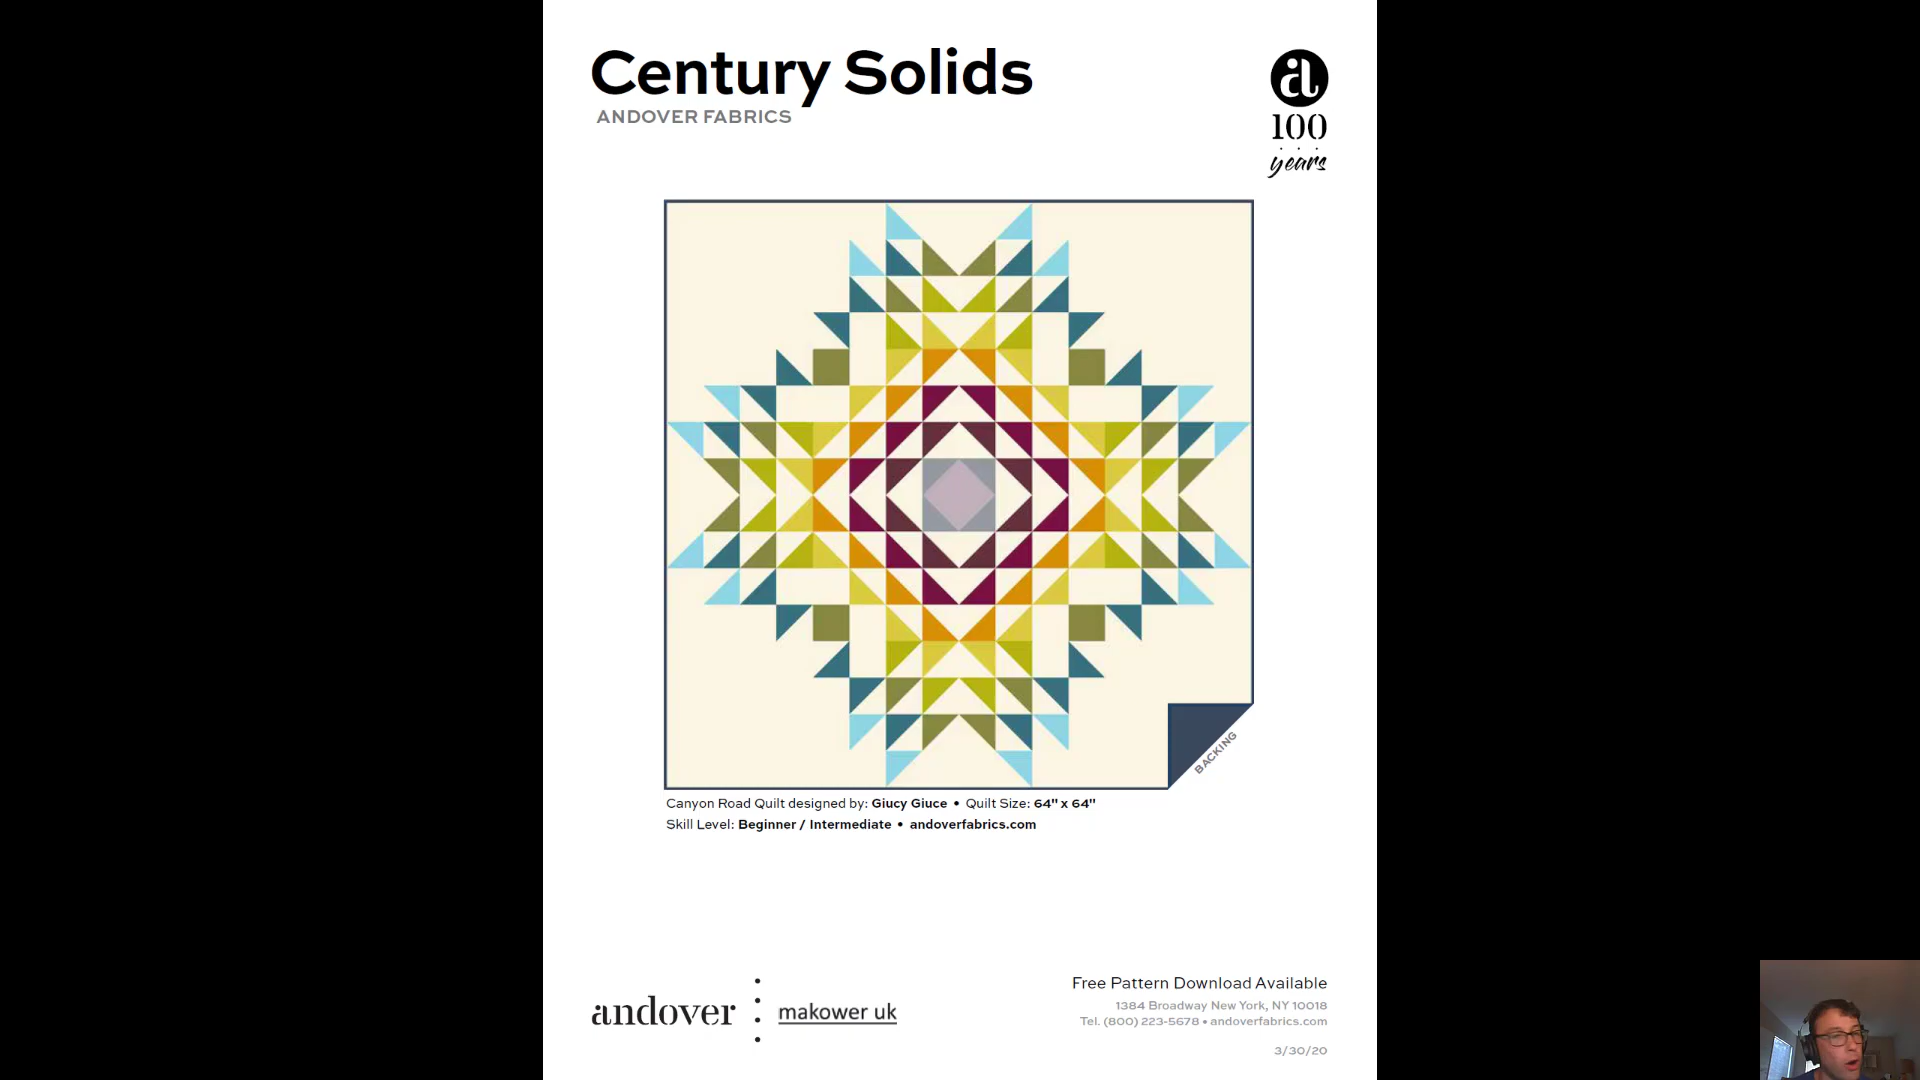 Century Solids
ANDOVER FABRICS
a
100
years
BACKING
Canyon Road Quilt designed by: Giucy Giuce • Quilt Size: 64" x 64"
Skill Level: Beginner / Intermediate • andoverfabrics.com
andover
makower uk
Free Pattern Download Available
1384 Broadway New York, NY 10018
Tel. (800) 223-5678 • andoverfabrics.com
3/30/20